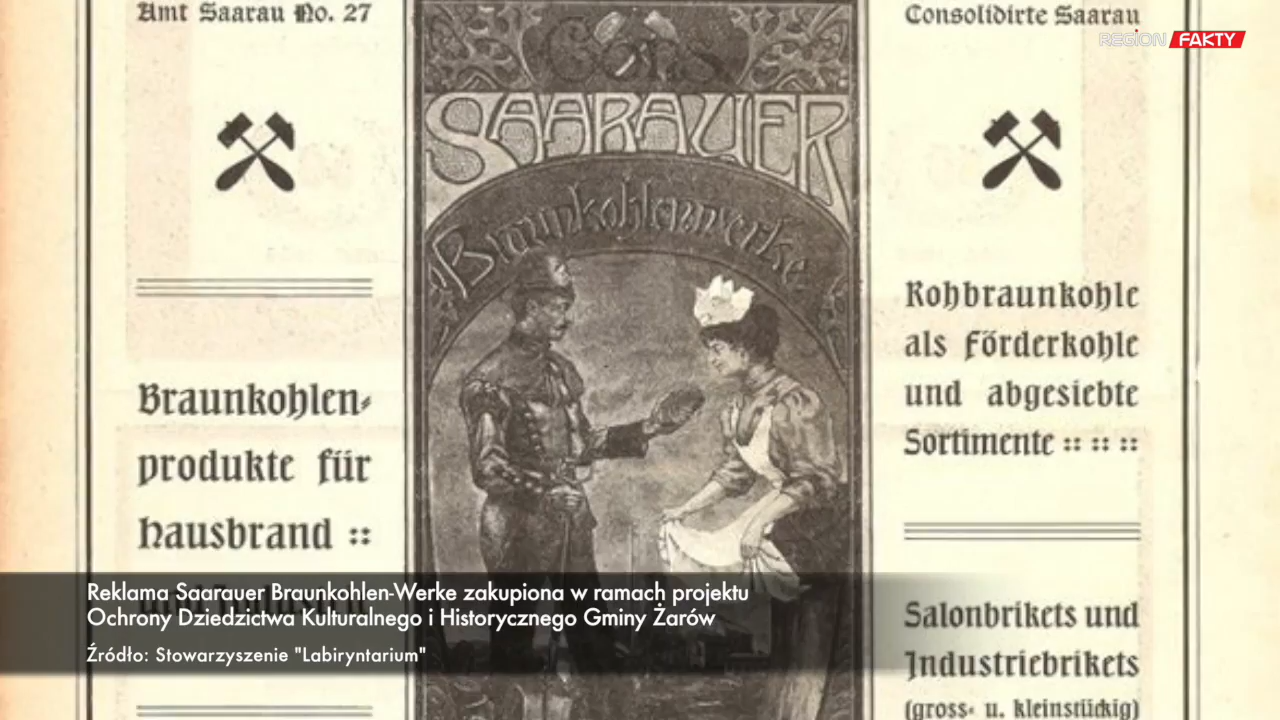 Amt Saarau No. 27
Braunkohlen-
produkte für
Hausbrand ::
Cons.
SAARAUER
Braunkohlenwerke
Consolidirte Saarau
REGION FAKTY
Rohbraunkohle
als Förderkohle
und abgesiebte
Sortimente :: :: ::
Salonbrikets und
Industriebrikets
(gross- u. kleinstückig)
Reklama Saarauer Braunkohlen-Werke zakupiona w ramach projektu
Ochrony Dziedzictwa Kulturalnego i Historycznego Gminy Żarów
Źródło: Stowarzyszenie "Labiryntarium"